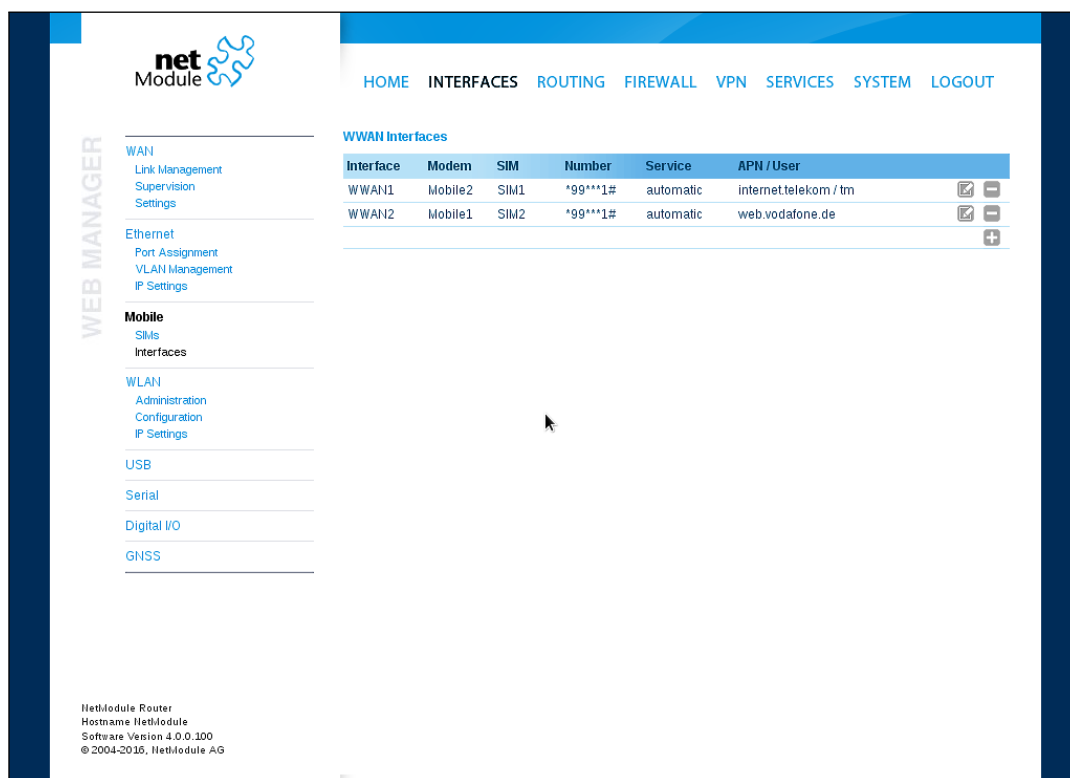 net
Module
HOME INTERFACES ROUTING FIREWALL VPN SERVICES SYSTEM LOGOUT
WEB MANAGER
WAN
Link Management
Supervision
Settings
Ethernet
Port Assignment
VLAN Management
IP Settings
Mobile
SIMs
Interfaces
WLAN
Administration
Configuration
IP Settings
USB
Serial
Digital I/O
GNSS
WWAN Interfaces
Interface Modem SIM Number Service APN / User
WWAN1 Mobile2 SIM1 *99***1# automatic internet.telekom / tm
WWAN2 Mobile1 SIM2 *99***1# automatic web.vodafone.de
NetModule Router
Hostname NetModule
Software Version 4.0.0.100
© 2004-2016, NetModule AG